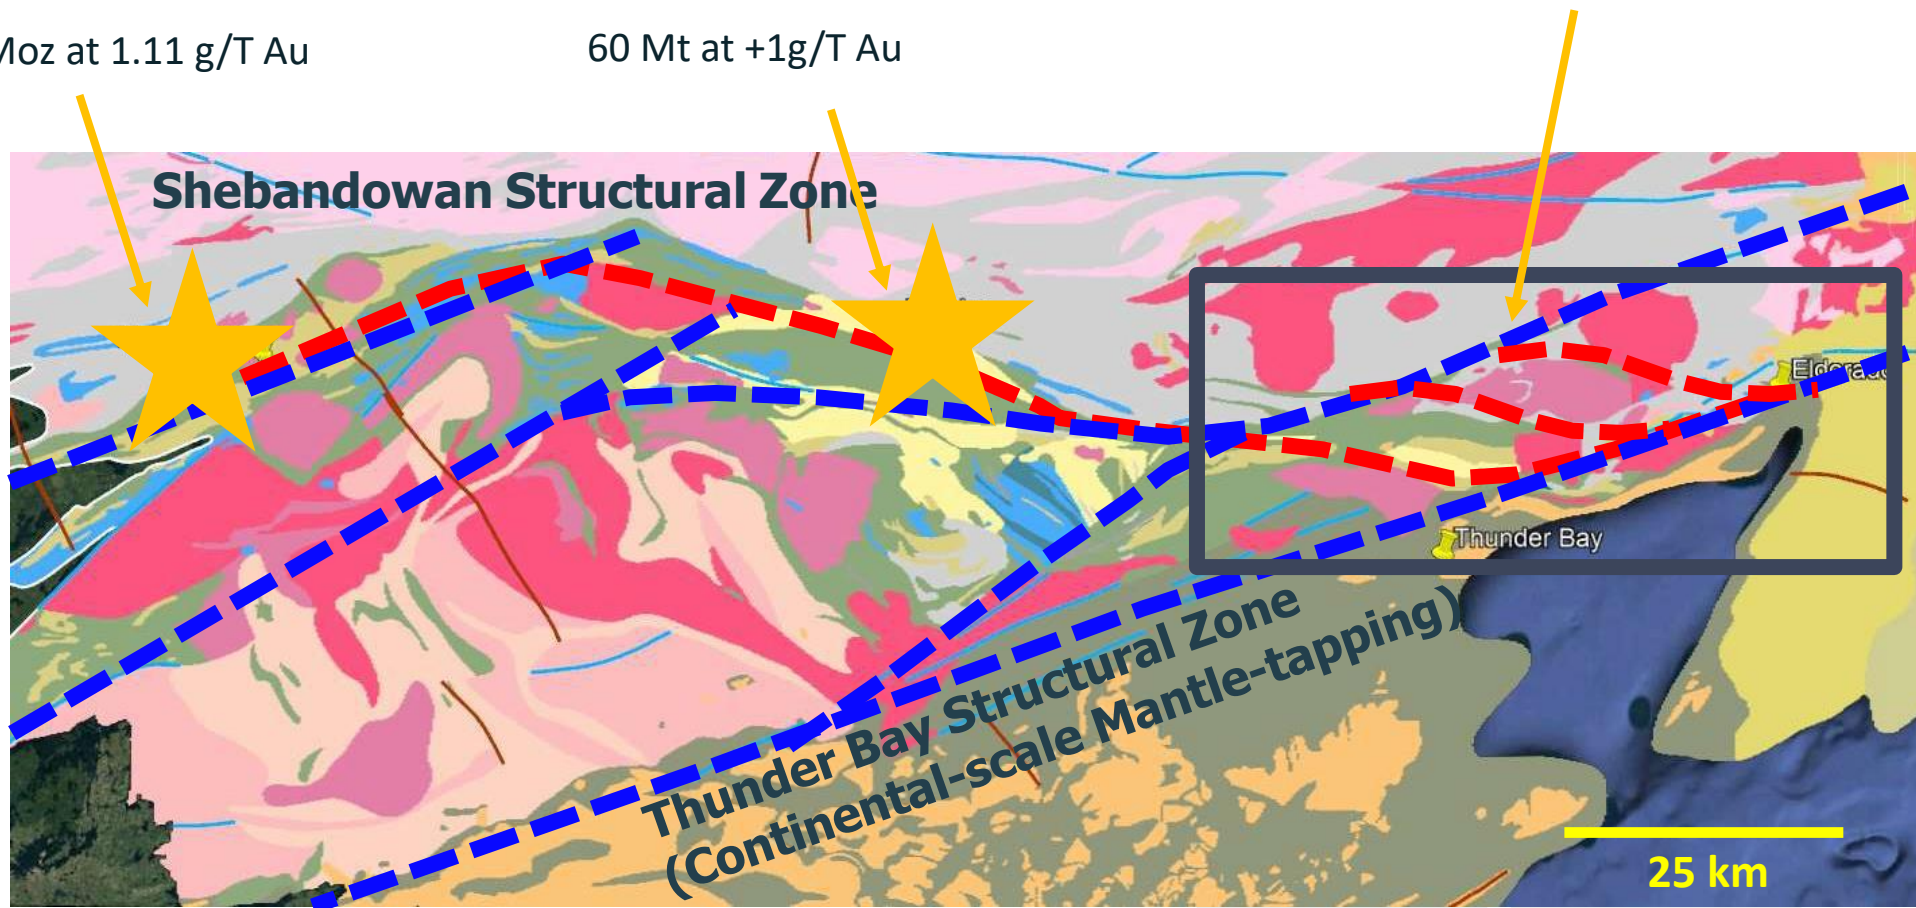 Moz at 1.11 g/T Au
60 Mt at +1g/T Au
Shebandowan Structural Zone
Thunder Bay
Thunder Bay Structural Zone
(Continental-scale Mantle-tapping)
25 km